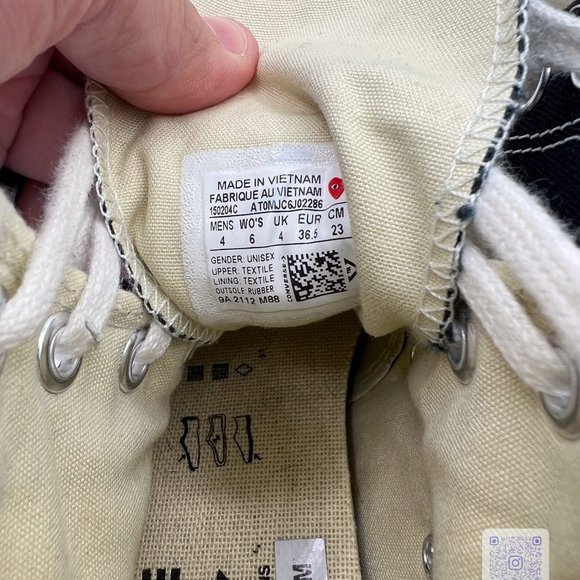 MADE IN VIETNAM
FABRIQUE AU VIETNAM
150204C AT0MJC6J02286
MENS WO'S UK EUR CM
4 6 4 36.5 23
GENDER: UNISEX
UPPER: TEXTILE
LINING: TEXTILE
OUTSOLE: RUBBER
9A 2112 M88
CONVERSE